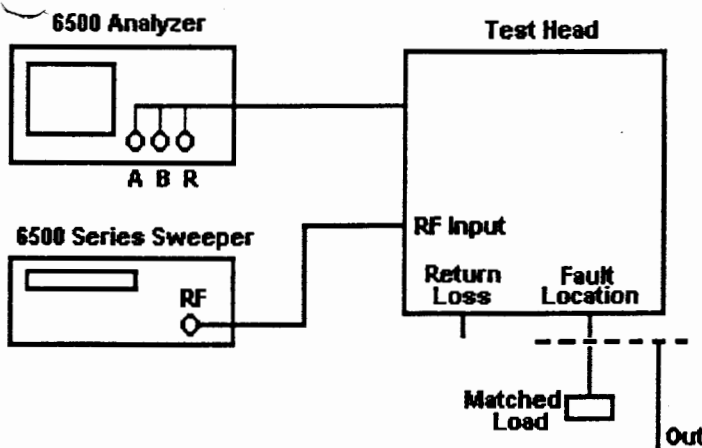 6500 Analyzer
Test Head
A B R
RF Input
6500 Series Sweeper
RF
Return
Loss
Fault
Location
Matched
Load
Out